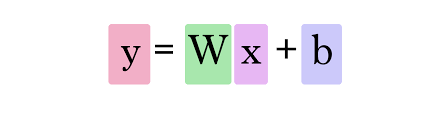 y = W x + b